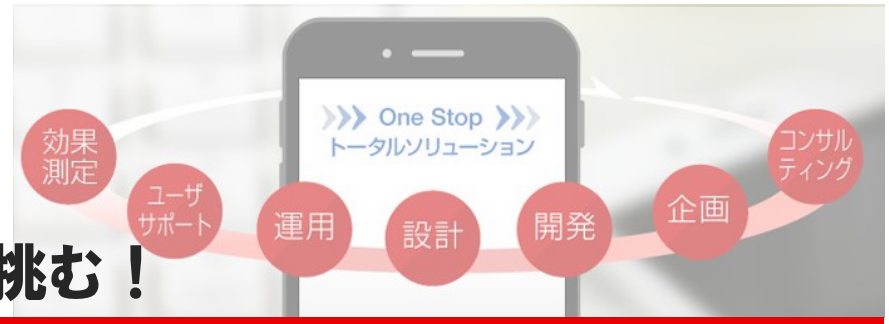 >>> One Stop >>>
トータルソリューション
効果
測定
ユーザ
サポート
運用
設計
開発
企画
コンサル
ティング
挑む！